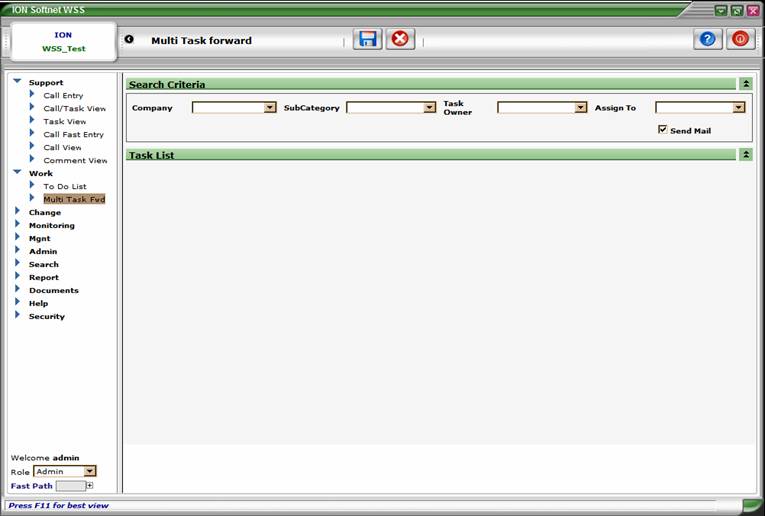 ION Softnet WSS
ION
WSS_Test
Multi Task forward
Support
Call Entry
Call/Task View
Task View
Call Fast Entry
Call View
Comment View
Work
To Do List
Multi Task Fwd
Change
Monitoring
Mgnt
Admin
Search
Report
Documents
Help
Security
Search Criteria
Company SubCategory Task Owner Assign To
Send Mail
Task List
Welcome admin
Role Admin
Fast Path
Press F11 for best view